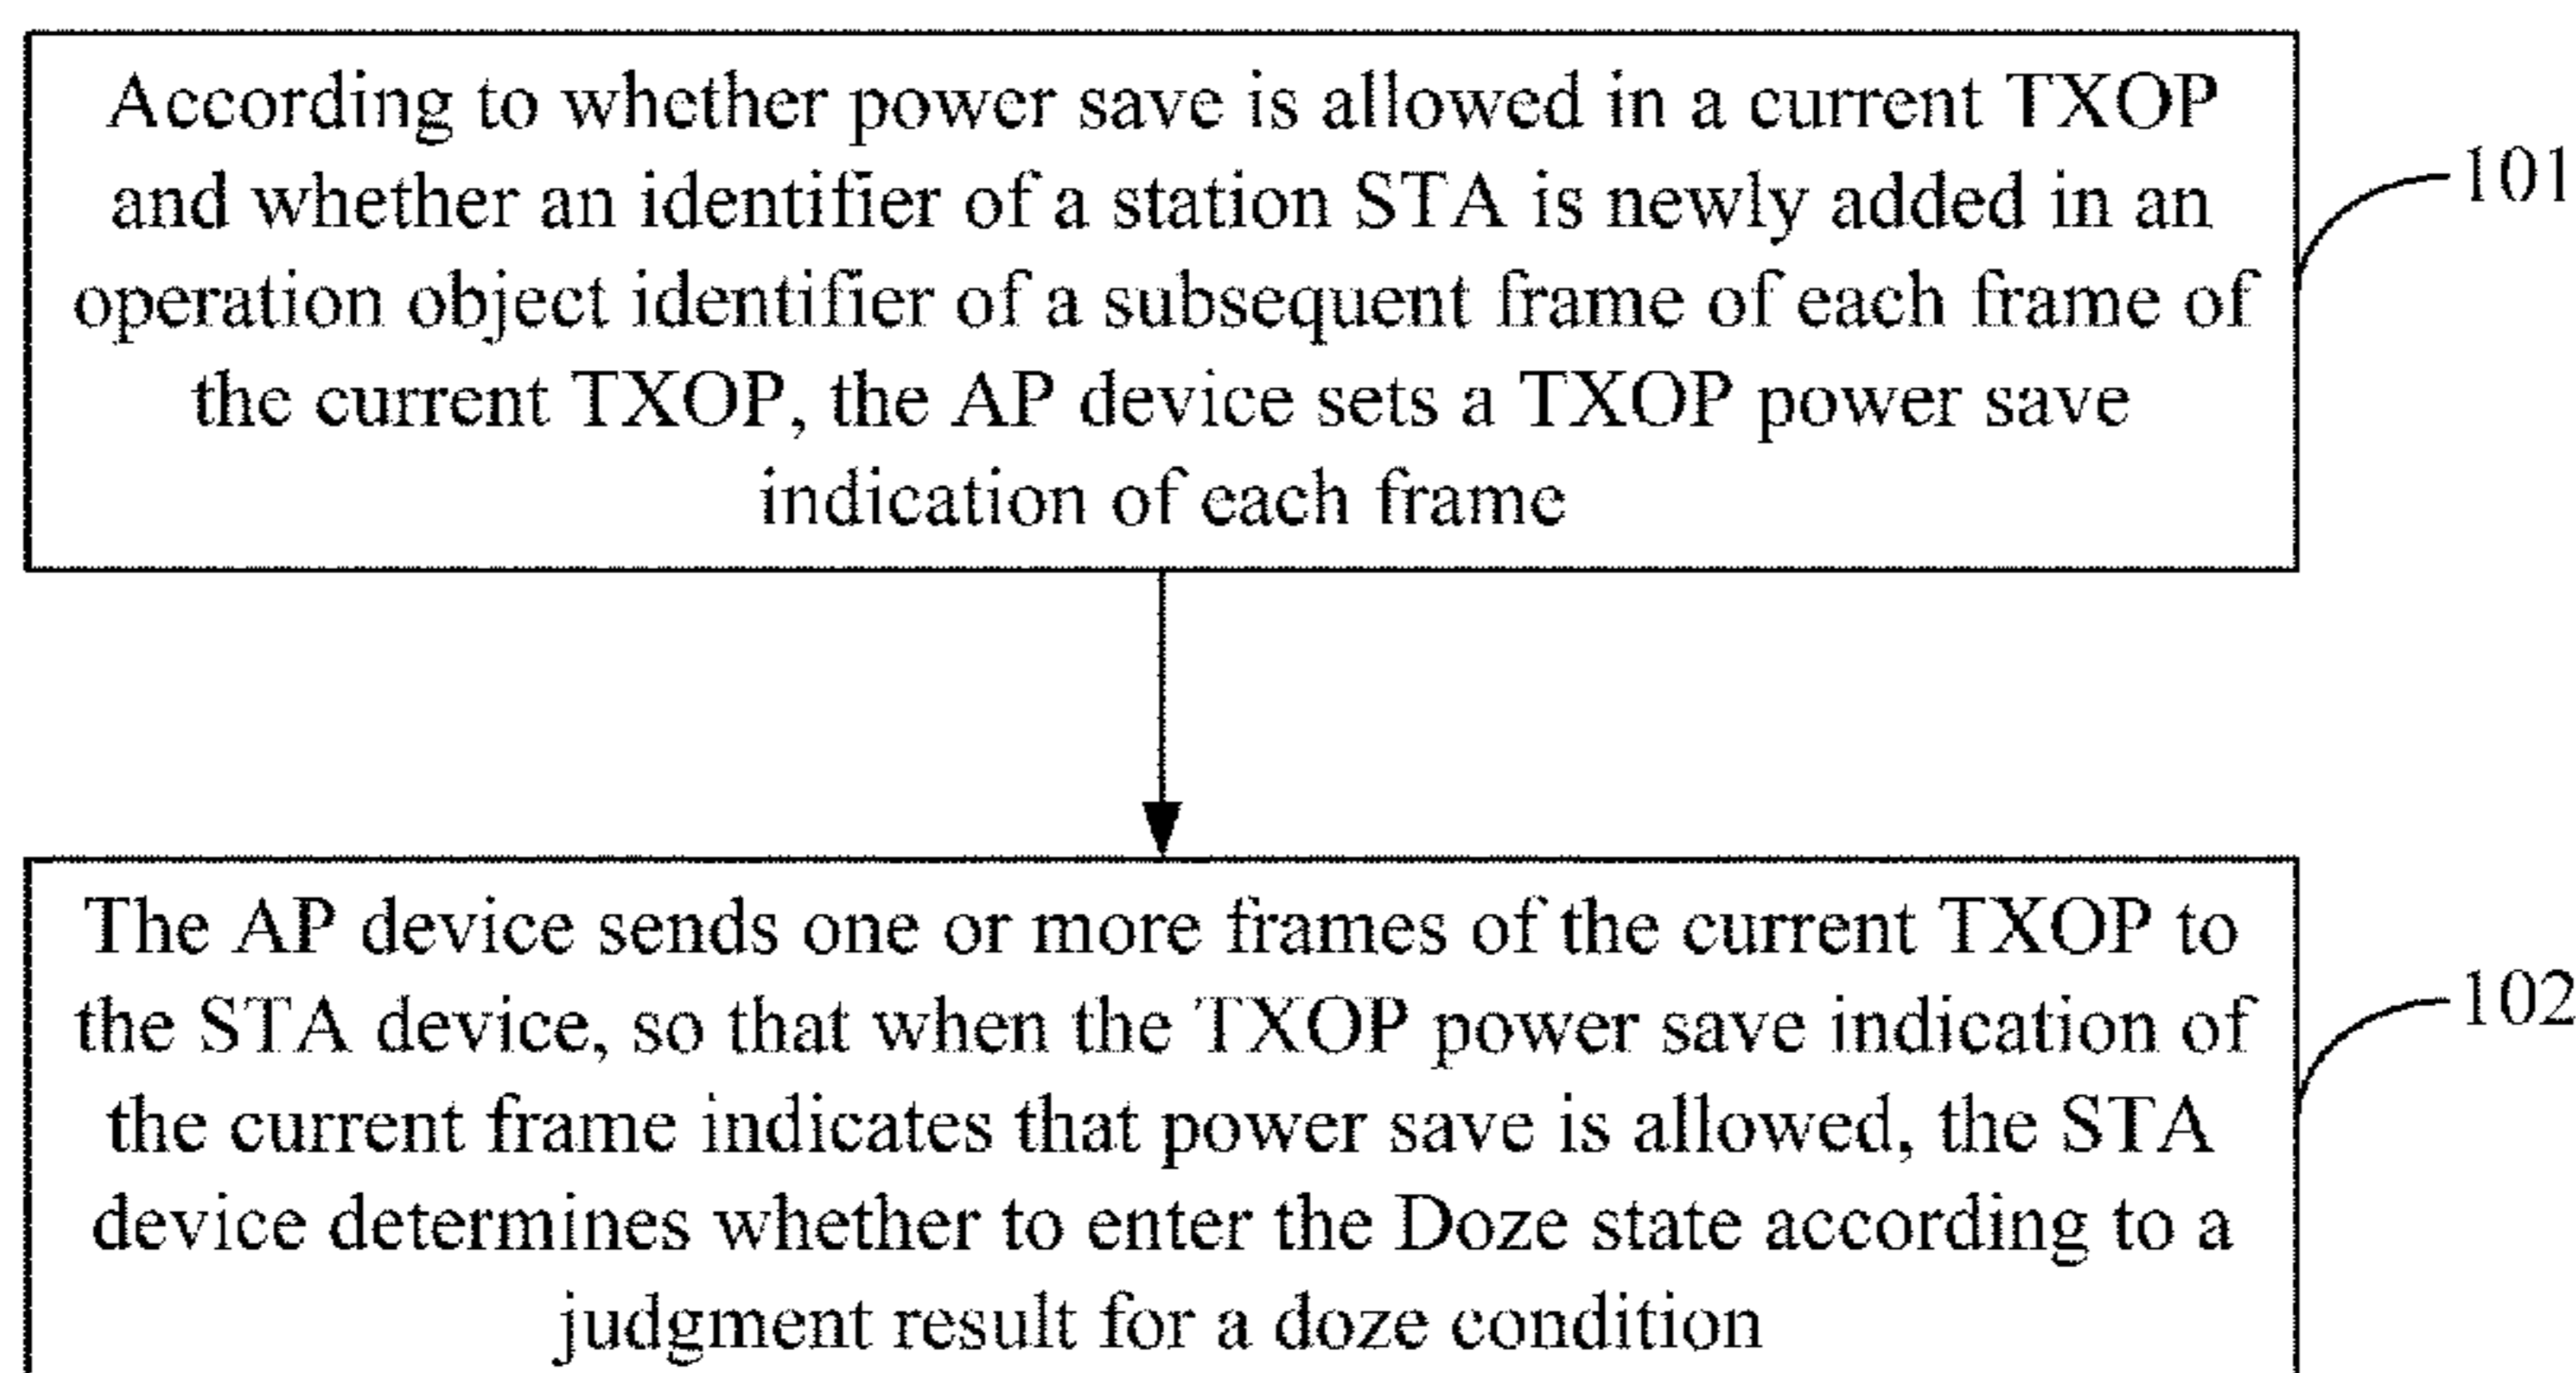 According to whether power save is allowed in a current TXOP
and whether an identifier of a station STA is newly added in an
operation object identifier of a subsequent frame of each frame of
the current TXOP, the AP device sets a TXOP power save
indication of each frame
101
The AP device sends one or more frames of the current TXOP to
the STA device, so that when the TXOP power save indication of
the current frame indicates that power save is allowed, the STA
device determines whether to enter the Doze state according to a
judgment result for a doze condition
102